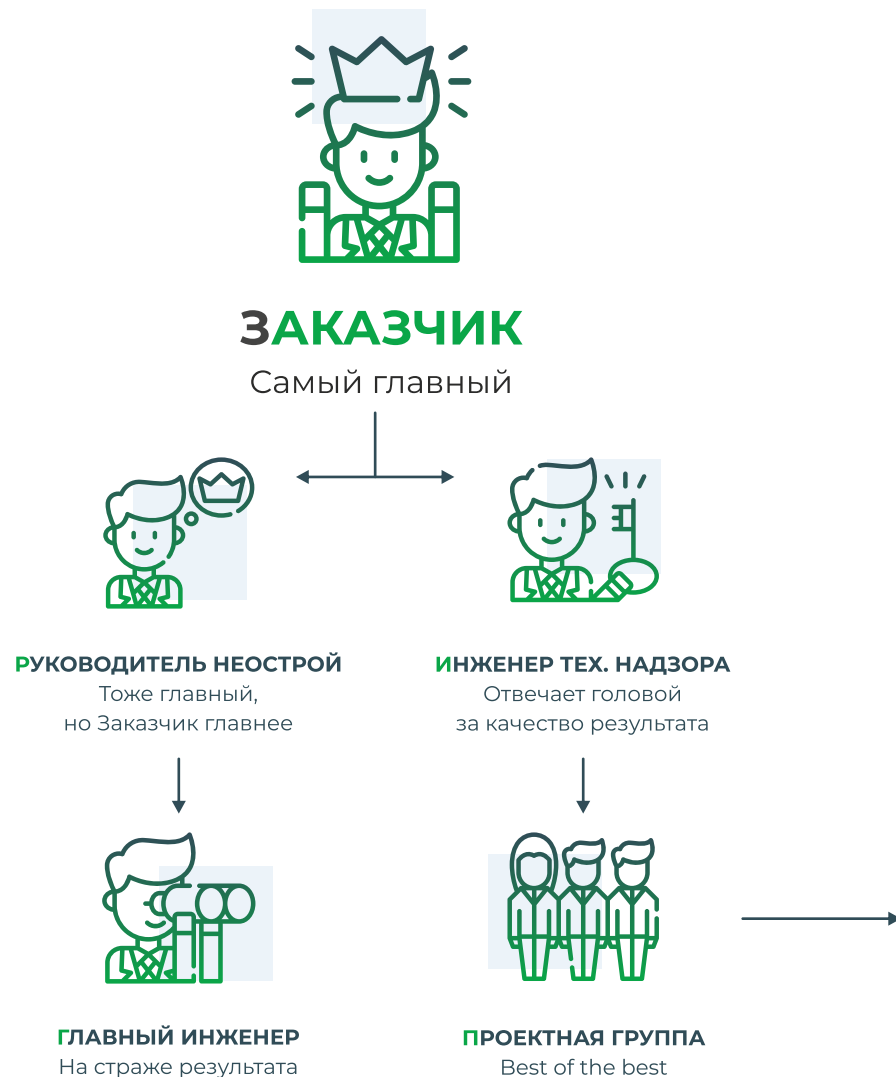 ЗАКАЗЧИК
Самый главный
РУКОВОДИТЕЛЬ НЕОСТРОЙ
Тоже главный,
но Заказчик главнее
ИНЖЕНЕР ТЕХ. НАДЗОРА
Отвечает головой
за качество результата
ГЛАВНЫЙ ИНЖЕНЕР
На страже результата
ПРОЕКТНАЯ ГРУППА
Best of the best